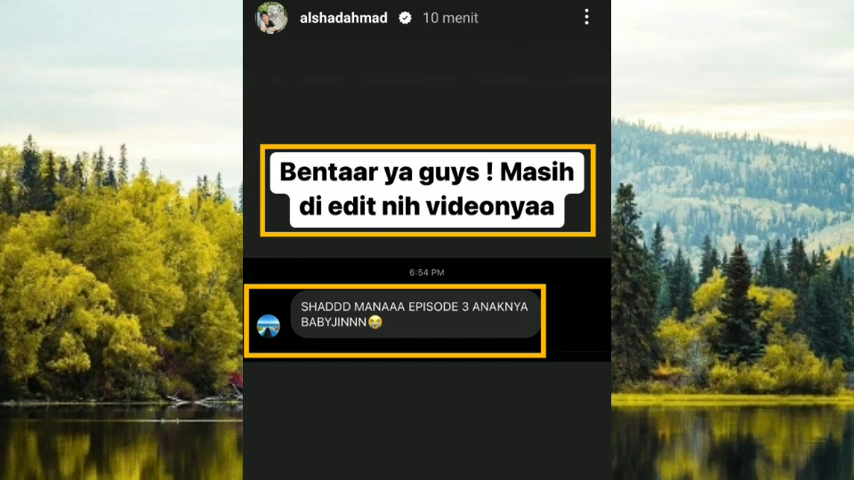 alshadahmad 10 menit
Bentaar ya guys ! Masih
di edit nih videonyaa
6:54 PM
SHADDD MANAAA EPISODE 3 ANAKNYA
BABYJINNN😭